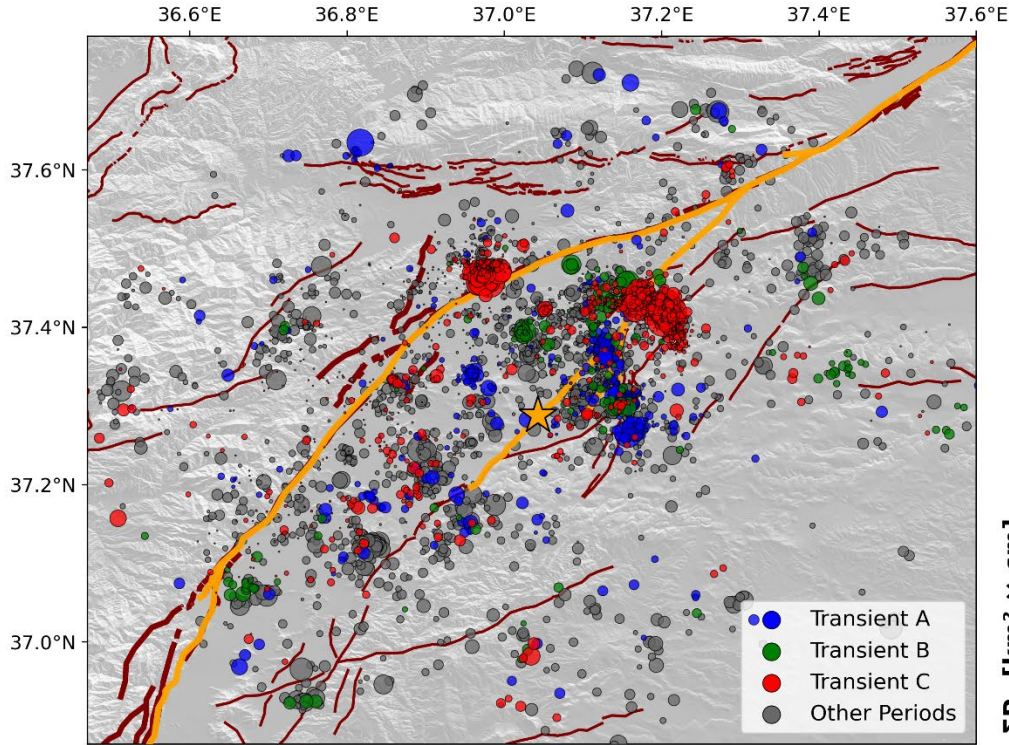 36.6°E 36.8°E 37.0°E 37.2°E 37.4°E 37.6°E
37.6°N
37.4°N
37.2°N
37.0°N
Transient A
Transient B
Transient C
Other Periods